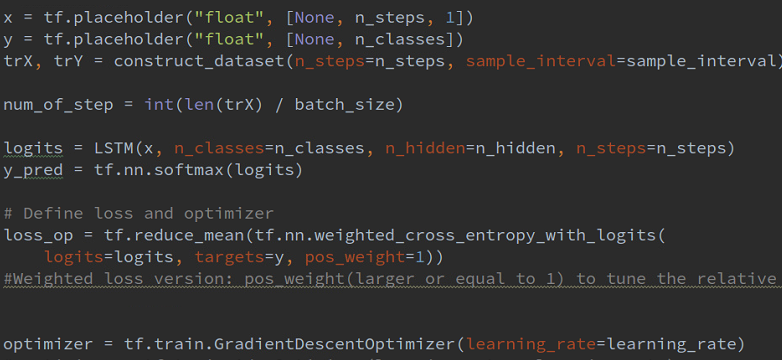 x = tf.placeholder("float", [None, n_steps, 1])
y = tf.placeholder("float", [None, n_classes])
trX, trY = construct_dataset(n_steps=n_steps, sample_interval=sample_interval)
num_of_step = int(len(trX) / batch_size)
logits = LSTM(x, n_classes=n_classes, n_hidden=n_hidden, n_steps=n_steps)
y_pred = tf.nn.softmax(logits)
# Define loss and optimizer
loss_op = tf.reduce_mean(tf.nn.weighted_cross_entropy_with_logits(
logits=logits, targets=y, pos_weight=1))
#Weighted loss version: pos_weight(larger or equal to 1) to tune the relative
optimizer = tf.train.GradientDescentOptimizer(learning_rate=learning_rate)